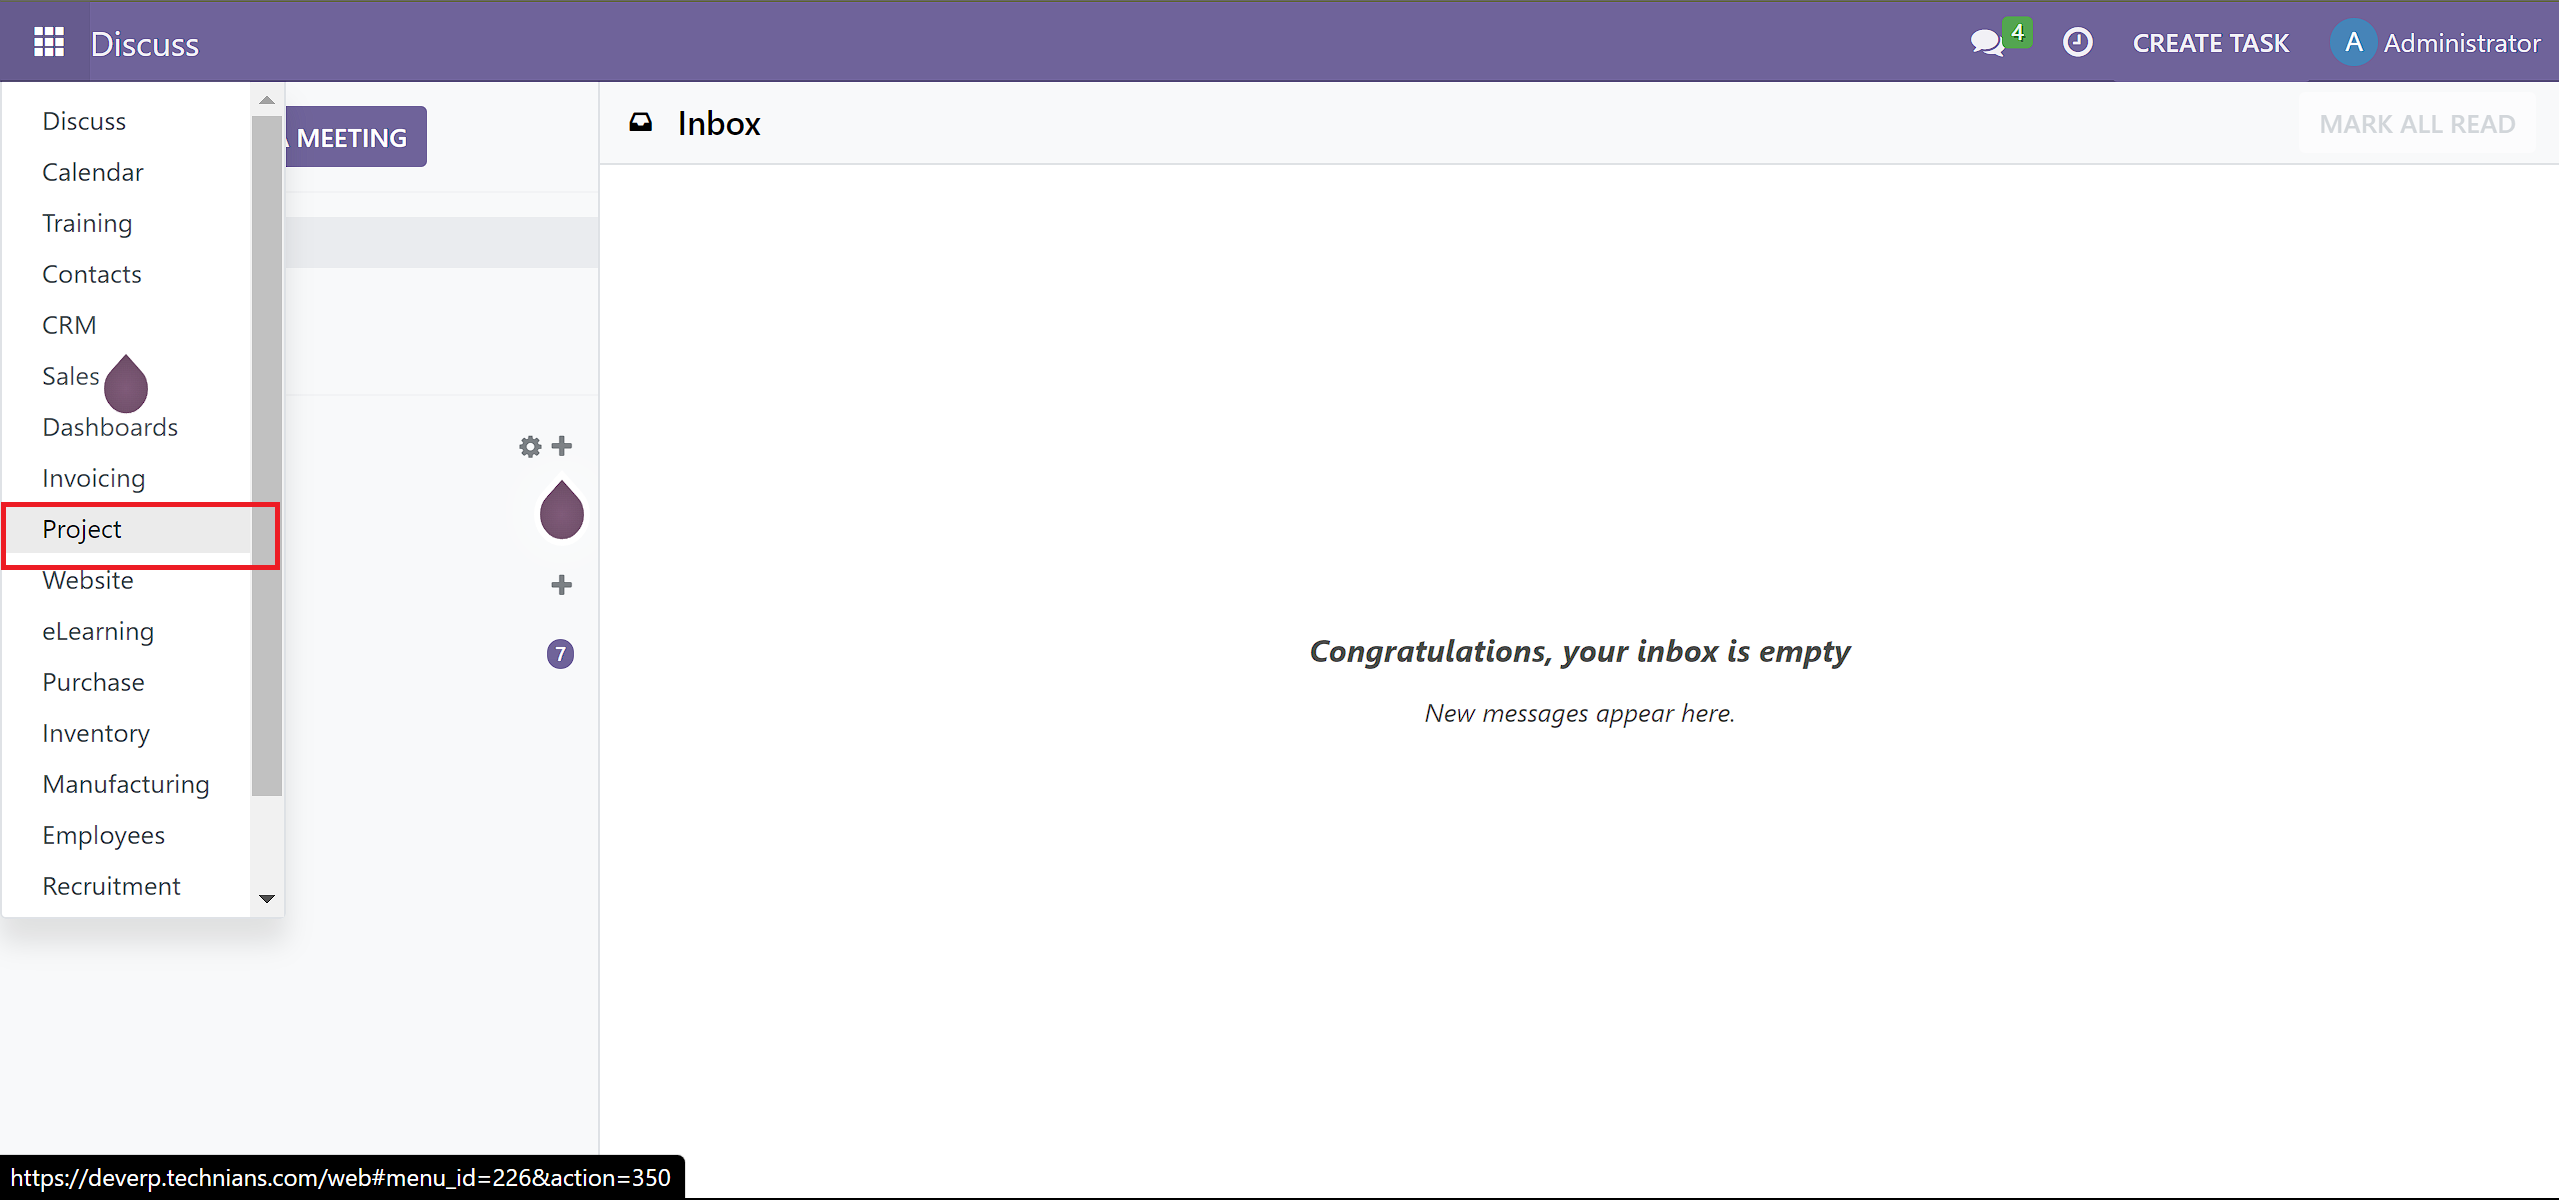 Discuss
4
CREATE TASK
A
Administrator
Discuss
Calendar
Training
Contacts
CRM
Sales
Dashboards
Invoicing
Project
Website
eLearning
Purchase
Inventory
Manufacturing
Employees
Recruitment
MEETING
7
Inbox
MARK ALL READ
Congratulations, your inbox is empty
New messages appear here.
https://deverp.technians.com/web#menu_id=226&action=350